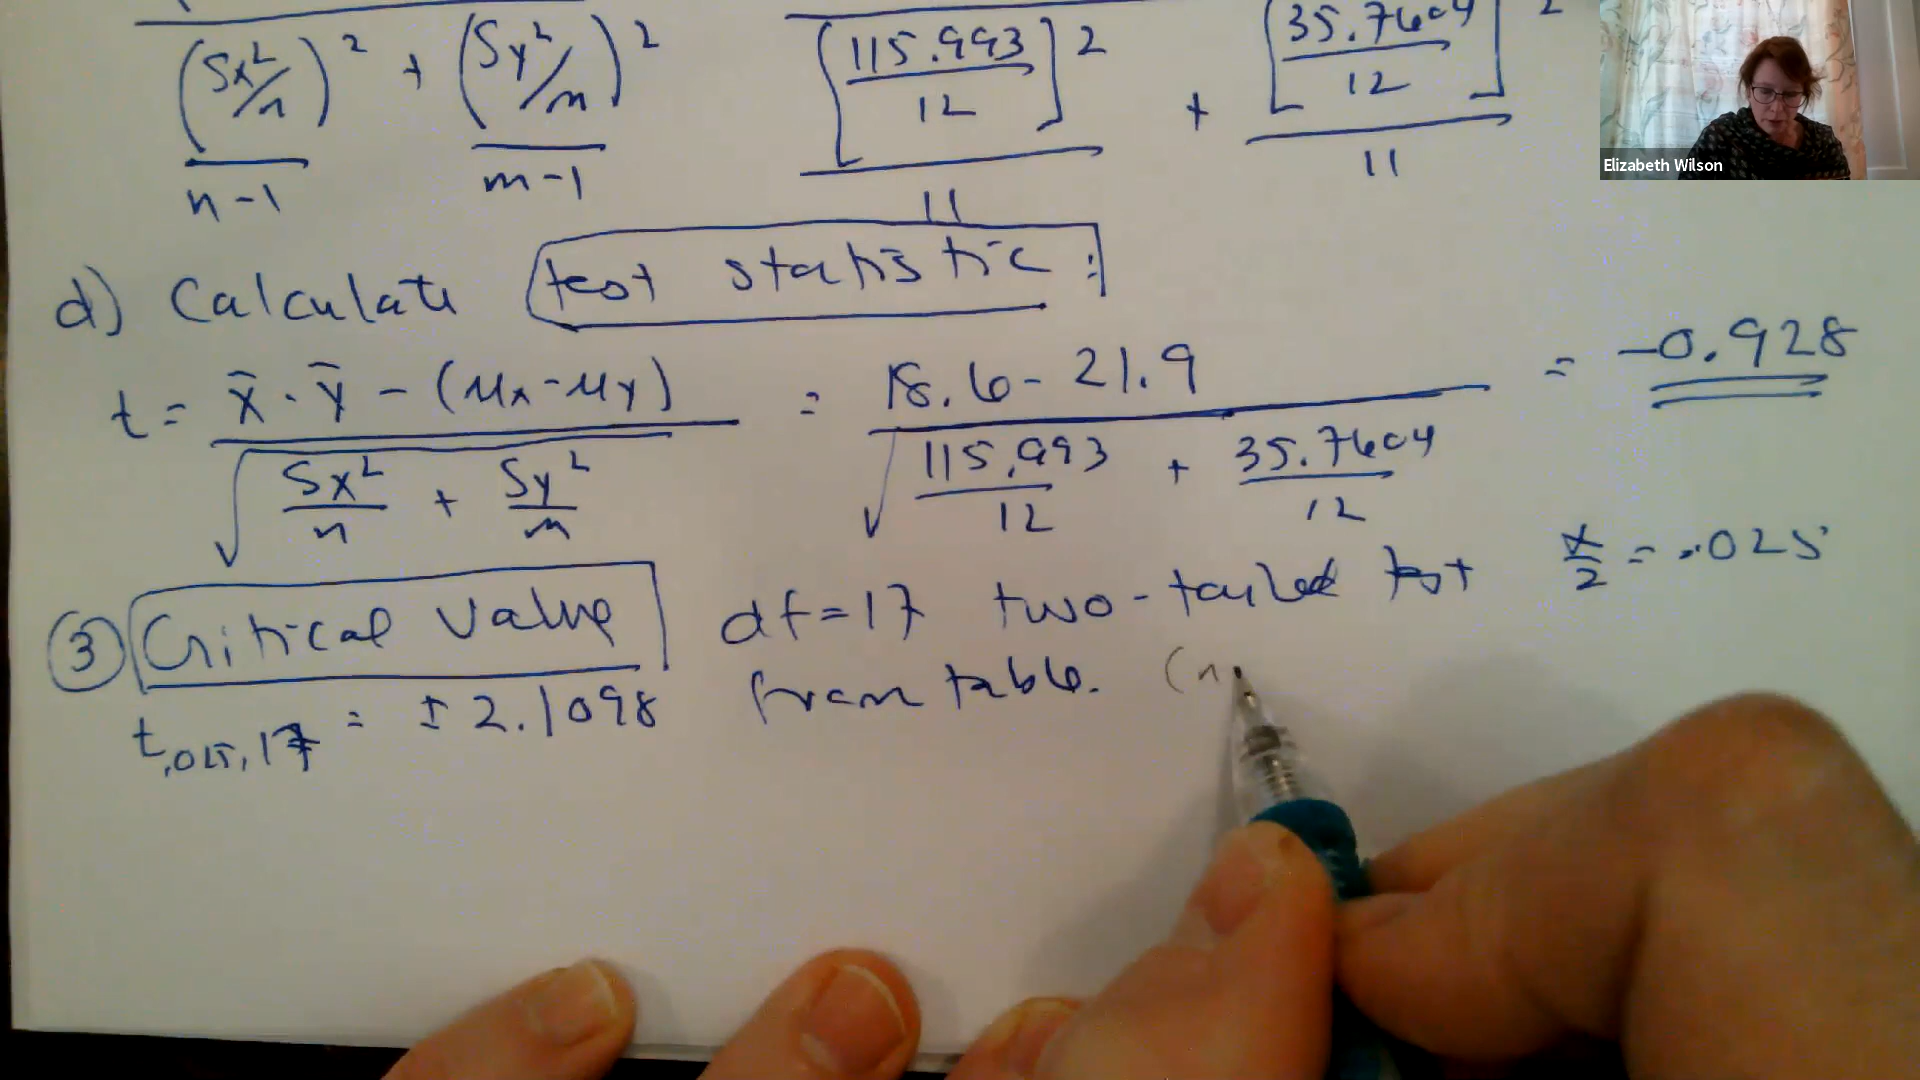 (Sx²/n)² + (Sy²/m)² [115.993/12]² + [35.7604/12]²
n-1 m-1 11 11
Elizabeth Wilson
d) Calculate test statistic:
t = x̄ - ȳ - (μx - μy) / √(Sx²/n + Sy²/m) = 18.6 - 21.9 / √(115.993/12 + 35.7604/12) = -0.928
③ Critical Value df = 17 two-tailed test α/2 = .025
t.025,17 = ± 2.1098 from table. (n